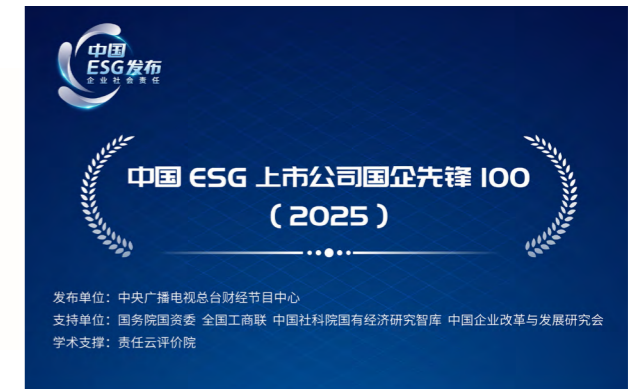 中国
ESG发布
企业社会责任
中国 ESG 上市公司国企先锋 100
(2025)
发布单位：中央广播电视总台财经节目中心
支持单位：国务院国资委 全国工商联 中国社科院国有经济研究智库 中国企业改革与发展研究会
学术支撑：责任云评价院